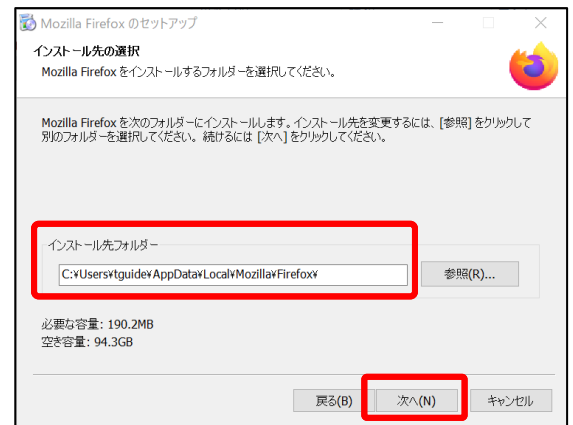 Mozilla Firefox のセットアップ
インストール先の選択
Mozilla Firefox をインストールするフォルダーを選択してください。
Mozilla Firefox を次のフォルダーにインストールします。インストール先を変更するには、[参照] をクリックして
別のフォルダーを選択してください。続けるには [次へ] をクリックしてください。
インストール先フォルダー
C:¥Users¥tguide¥AppData¥Local¥Mozilla¥Firefox¥
参照(R)...
必要な容量: 190.2MB
空き容量: 94.3GB
戻る(B) 次へ(N) キャンセル